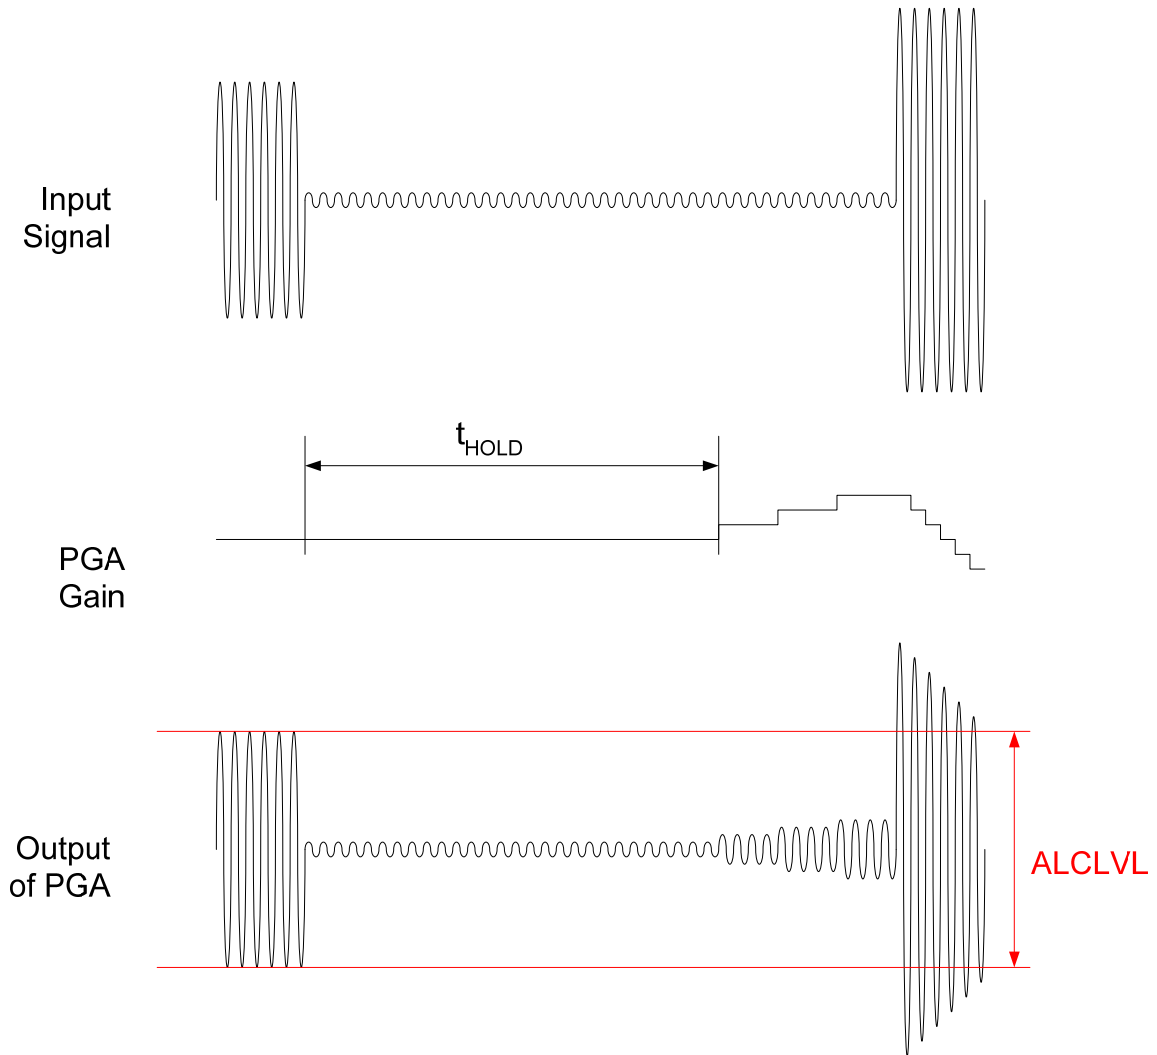 Input
Signal
tHOLD
PGA
Gain
Output
of PGA
ALCLVL